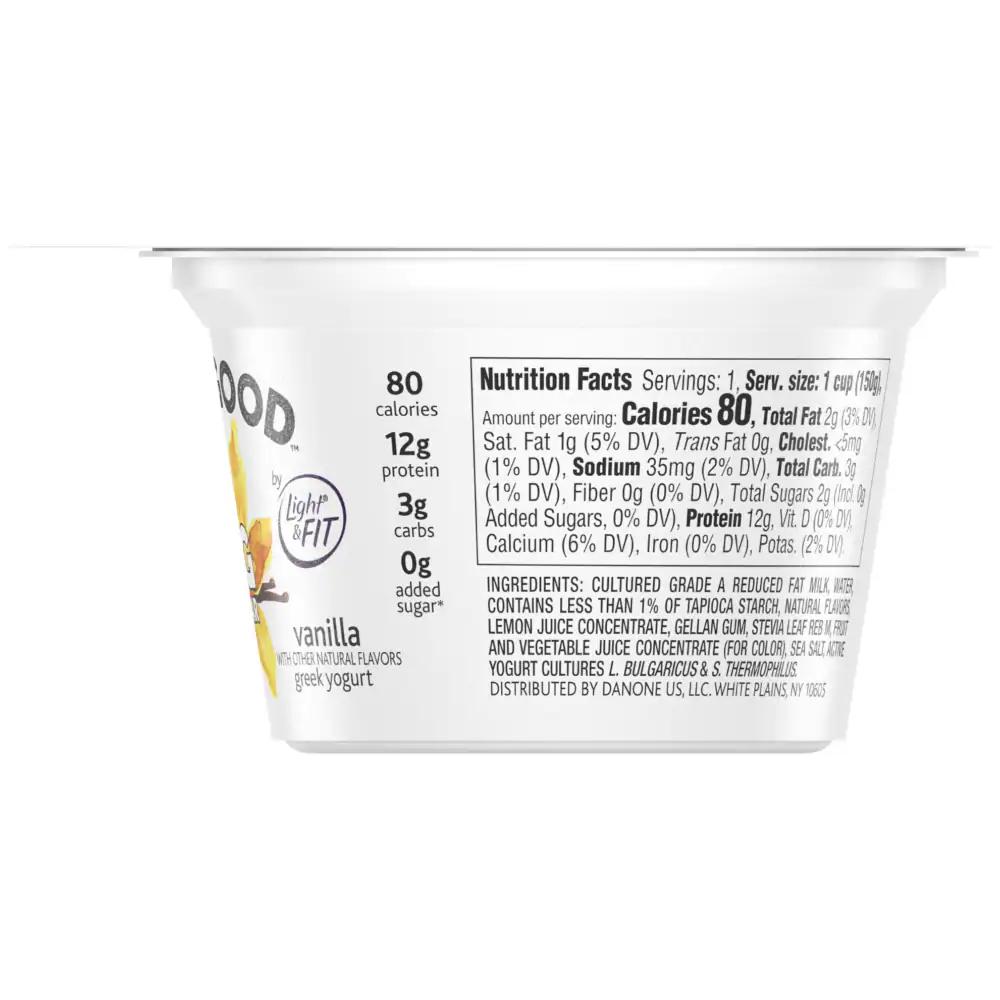 GOOD™
by
Light®
& FIT
vanilla
WITH OTHER NATURAL FLAVORS
greek yogurt
80
calories
12g
protein
3g
carbs
0g
added
sugar*
Nutrition Facts Servings: 1, Serv. size: 1 cup (150g),
Amount per serving: Calories 80, Total Fat 2g (3% DV),
Sat. Fat 1g (5% DV), Trans Fat 0g, Cholest. <5mg
(1% DV), Sodium 35mg (2% DV), Total Carb. 3g
(1% DV), Fiber 0g (0% DV), Total Sugars 2g (Incl. 0g
Added Sugars, 0% DV), Protein 12g, Vit. D (0% DV),
Calcium (6% DV), Iron (0% DV), Potas. (2% DV).
INGREDIENTS: CULTURED GRADE A REDUCED FAT MILK, WATER,
CONTAINS LESS THAN 1% OF TAPIOCA STARCH, NATURAL FLAVORS,
LEMON JUICE CONCENTRATE, GELLAN GUM, STEVIA LEAF REB M, FRUIT
AND VEGETABLE JUICE CONCENTRATE (FOR COLOR), SEA SALT, ACTIVE
YOGURT CULTURES L. BULGARICUS & S. THERMOPHILUS.
DISTRIBUTED BY DANONE US, LLC. WHITE PLAINS, NY 10605